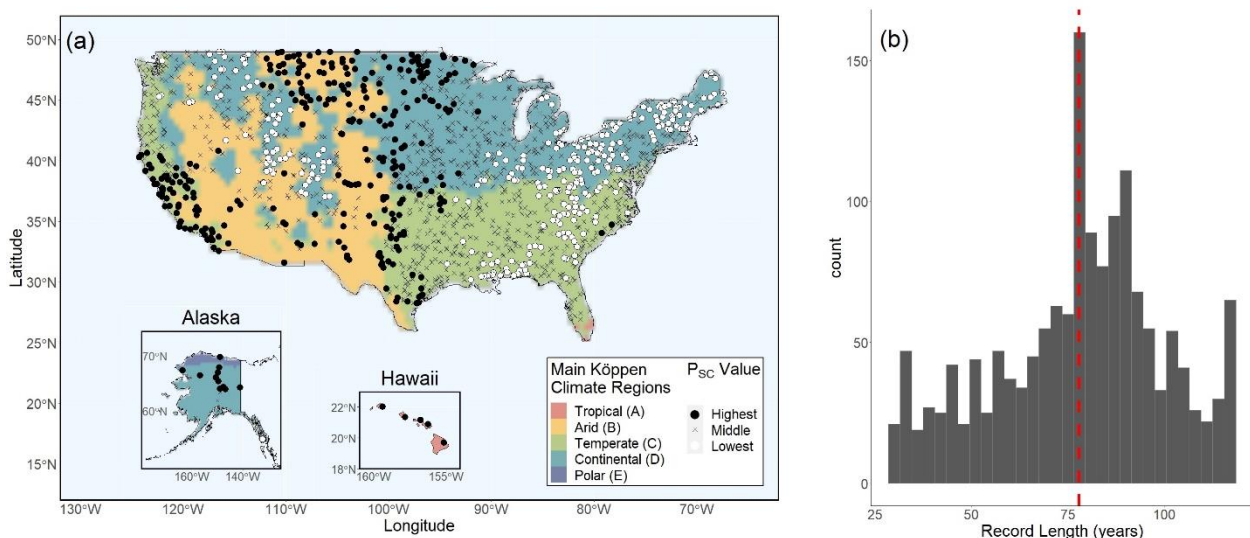 (a)
50°N
45°N
40°N
35°N
30°N
25°N
20°N
15°N
Latitude
130°W 120°W 110°W 100°W 90°W 80°W 70°W
Longitude
Alaska
70°N
60°N
160°W 140°W
Hawaii
22°N
20°N
18°N
160°W 155°W
Main Köppen
Climate Regions
Tropical (A)
Arid (B)
Temperate (C)
Continental (D)
Polar (E)
PSC Value
Highest
Middle
Lowest
(b)
150
100
50
0
count
25 50 75 100
Record Length (years)